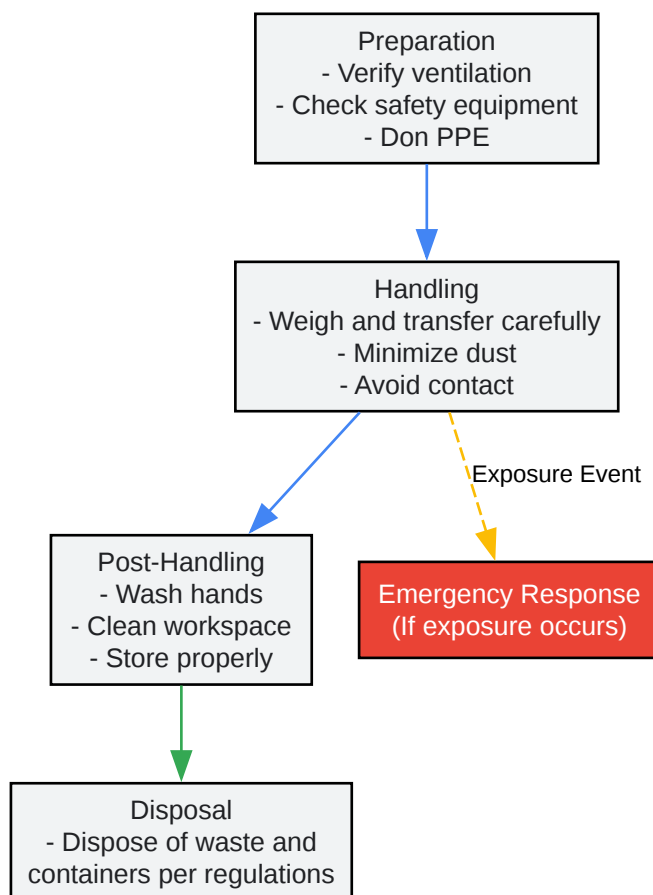 Preparation
- Verify ventilation
- Check safety equipment
- Don PPE
Handling
- Weigh and transfer carefully
- Minimize dust
- Avoid contact
Exposure Event
Post-Handling
- Wash hands
- Clean workspace
- Store properly
Emergency Response
(If exposure occurs)
Disposal
- Dispose of waste and
containers per regulations